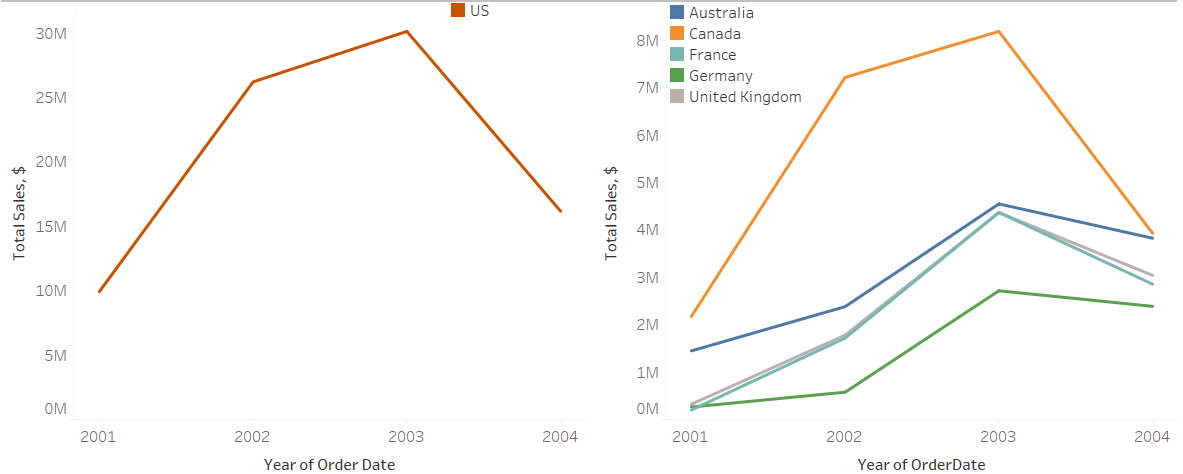 US
30M
25M
20M
15M
10M
5M
0M
Total Sales, $
2001 2002 2003 2004
Year of Order Date
Australia
Canada
France
Germany
United Kingdom
8M
7M
6M
5M
4M
3M
2M
1M
0M
Total Sales, $
2001 2002 2003 2004
Year of OrderDate